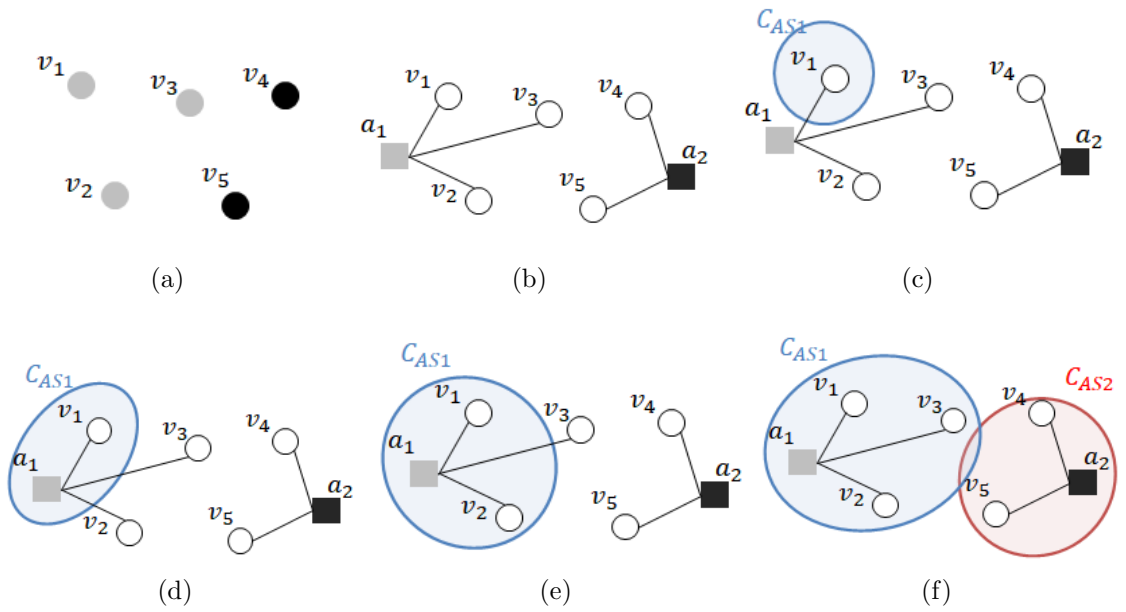 v₁ v₃ v₄
v₂ v₅
(a)
v₁ v₃ v₄
a₁ a₂
v₂ v₅
(b)
C_AS1
v₁ v₃ v₄
a₁ a₂
v₂ v₅
(c)
C_AS1
v₁ v₃ v₄
a₁ a₂
v₂ v₅
(d)
C_AS1
v₁ v₃ v₄
a₁ a₂
v₂ v₅
(e)
C_AS1 C_AS2
v₁ v₃ v₄
a₁ a₂
v₂ v₅
(f)